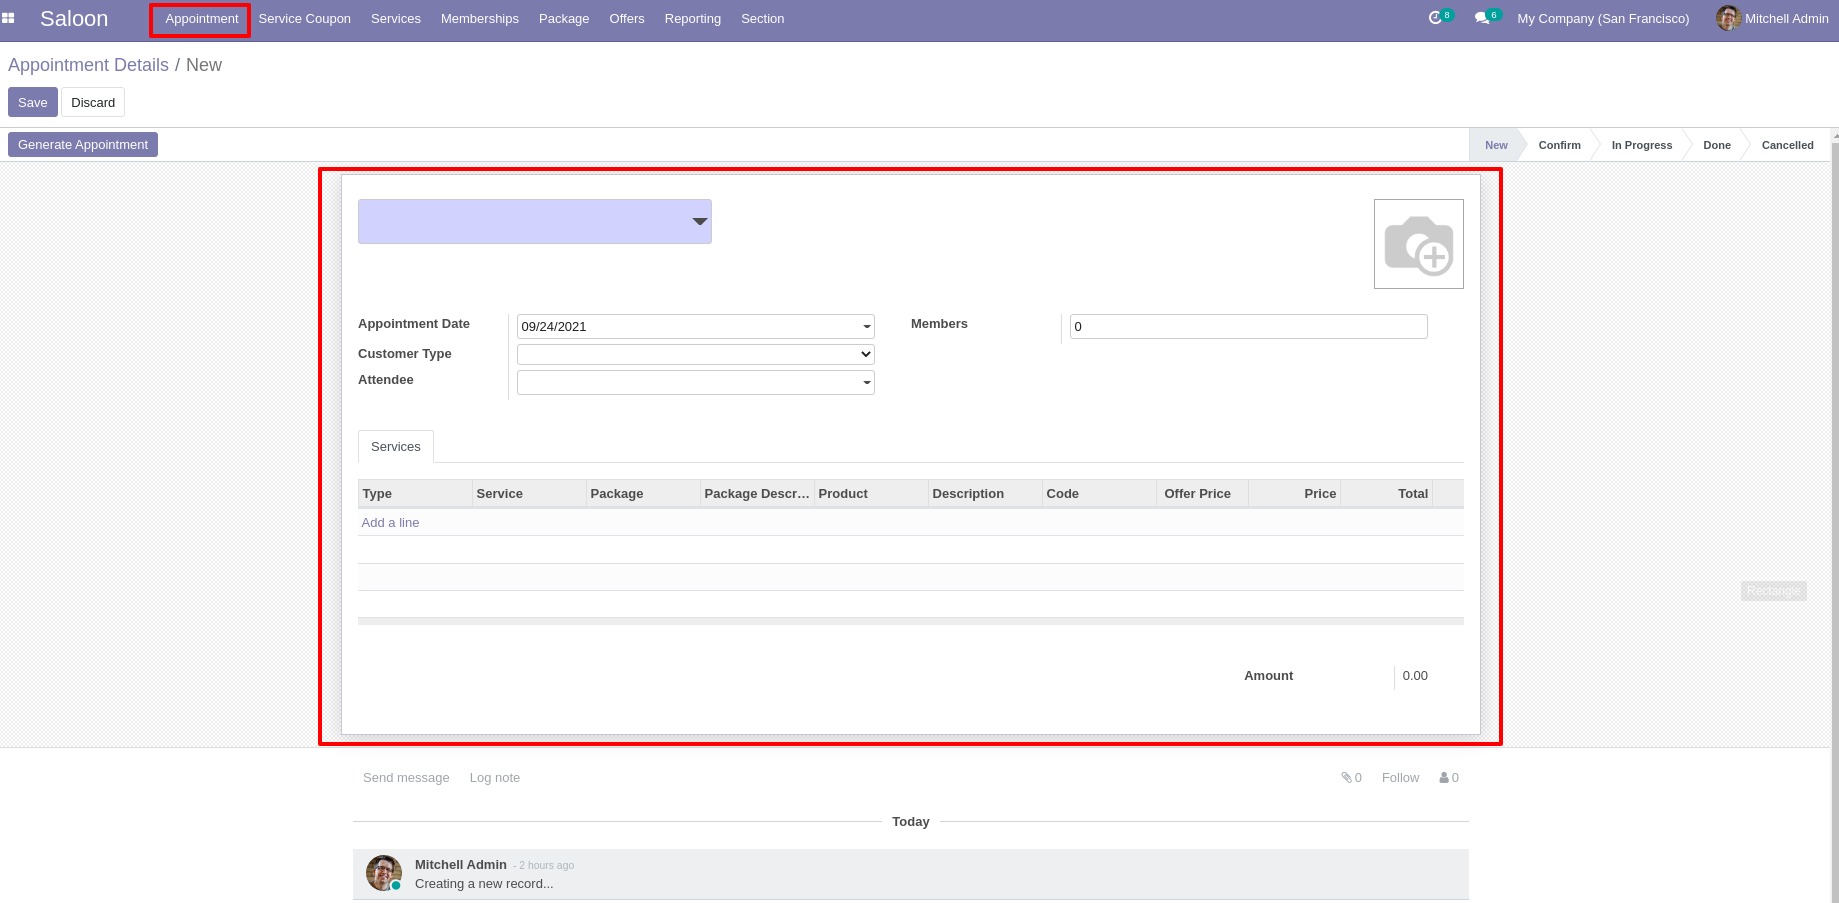 Saloon Appointment Service Coupon Services Memberships Package Offers Reporting Section 8 6 My Company (San Francisco) Mitchell Admin
Appointment Details / New
Save Discard
Generate Appointment New Confirm In Progress Done Cancelled
Appointment Date 09/24/2021 Members 0
Customer Type
Attendee
Services
Type Service Package Package Descr... Product Description Code Offer Price Price Total
Add a line
Rectangle
Amount 0.00
Send message Log note 0 Follow 0
Today
Mitchell Admin - 2 hours ago
Creating a new record...